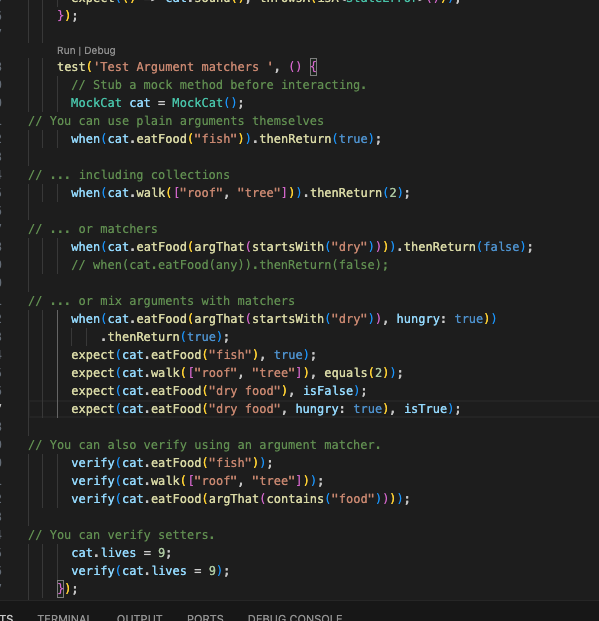 expect(() => cat.sound(), throwsA(isA<StateError>()));
});
Run | Debug
test('Test Argument matchers ', () {
// Stub a mock method before interacting.
MockCat cat = MockCat();
// You can use plain arguments themselves
when(cat.eatFood("fish")).thenReturn(true);
// ... including collections
when(cat.walk(["roof", "tree"])).thenReturn(2);
// ... or matchers
when(cat.eatFood(argThat(startsWith("dry")))).thenReturn(false);
// when(cat.eatFood(any)).thenReturn(false);
// ... or mix arguments with matchers
when(cat.eatFood(argThat(startsWith("dry")), hungry: true))
.thenReturn(true);
expect(cat.eatFood("fish"), true);
expect(cat.walk(["roof", "tree"]), equals(2));
expect(cat.eatFood("dry food"), isFalse);
expect(cat.eatFood("dry food", hungry: true), isTrue);
// You can also verify using an argument matcher.
verify(cat.eatFood("fish"));
verify(cat.walk(["roof", "tree"]));
verify(cat.eatFood(argThat(contains("food"))));
// You can verify setters.
cat.lives = 9;
verify(cat.lives = 9);
});
TERMINAL OUTPUT PORTS DEBUG CONSOLE